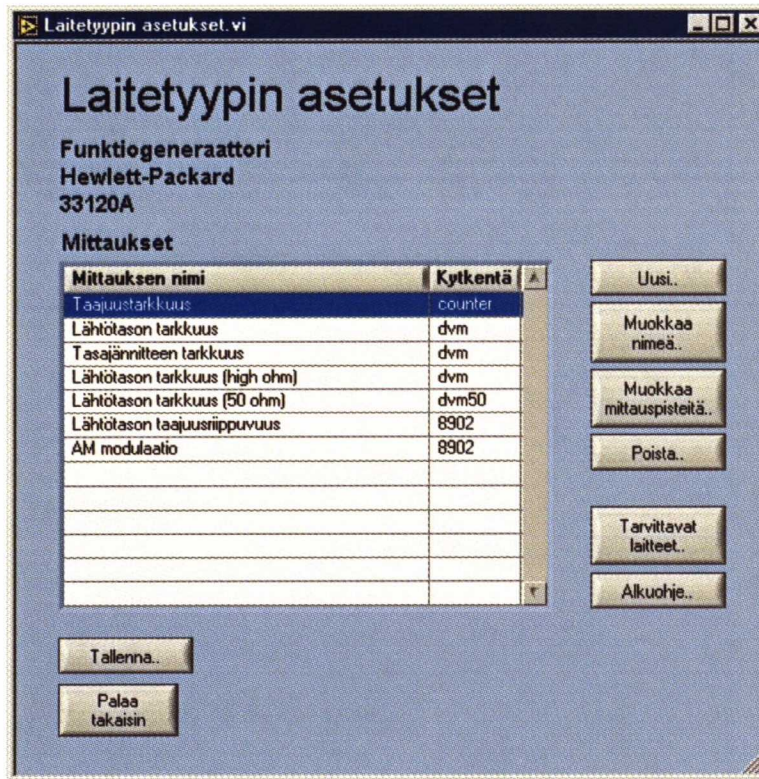 Laitetyypin asetukset.vi
Laitetyypin asetukset
Funktiogeneraattori
Hewlett-Packard
33120A
Mittaukset
Mittauksen nimi Kytkentä
Taajuustarkkuus counter
Lähtötason tarkkuus dvm
Tasajännitteen tarkkuus dvm
Lähtötason tarkkuus (high ohm) dvm
Lähtötason tarkkuus (50 ohm) dvm50
Lähtötason taajuusriippuvuus 8902
AM modulaatio 8902
Uusi..
Muokkaa
nimeä..
Muokkaa
mittauspisteitä..
Poista..
Tarvittavat
laitteet..
Alkuohje..
Tallenna..
Palaa
takaisin